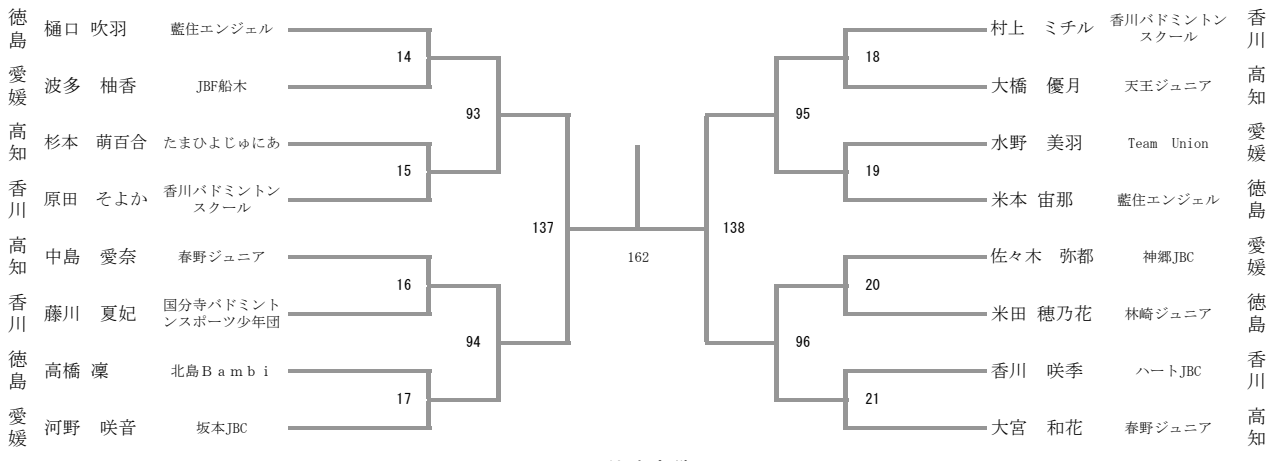 徳島 樋口 吹羽 藍住エンジェル
14
愛媛 波多 柚香 JBF船木
93
高知 杉本 萌百合 たまひよじゅにあ
15
香川 原田 そよか 香川バドミントン
スクール
137
高知 中島 愛奈 春野ジュニア
16
香川 藤川 夏妃 国分寺バドミント
ンスポーツ少年団
94
徳島 高橋 凜 北島Ｂａｍｂｉ
17
愛媛 河野 咲音 坂本JBC
162
村上 ミチル 香川バドミントン
スクール 香川
18
大橋 優月 天王ジュニア 高知
95
水野 美羽 Team Union 愛媛
19
米本 宙那 藍住エンジェル 徳島
138
佐々木 弥都 神郷JBC 愛媛
20
米田 穂乃花 林崎ジュニア 徳島
96
香川 咲季 ハートJBC 香川
21
大宮 和花 春野ジュニア 高知